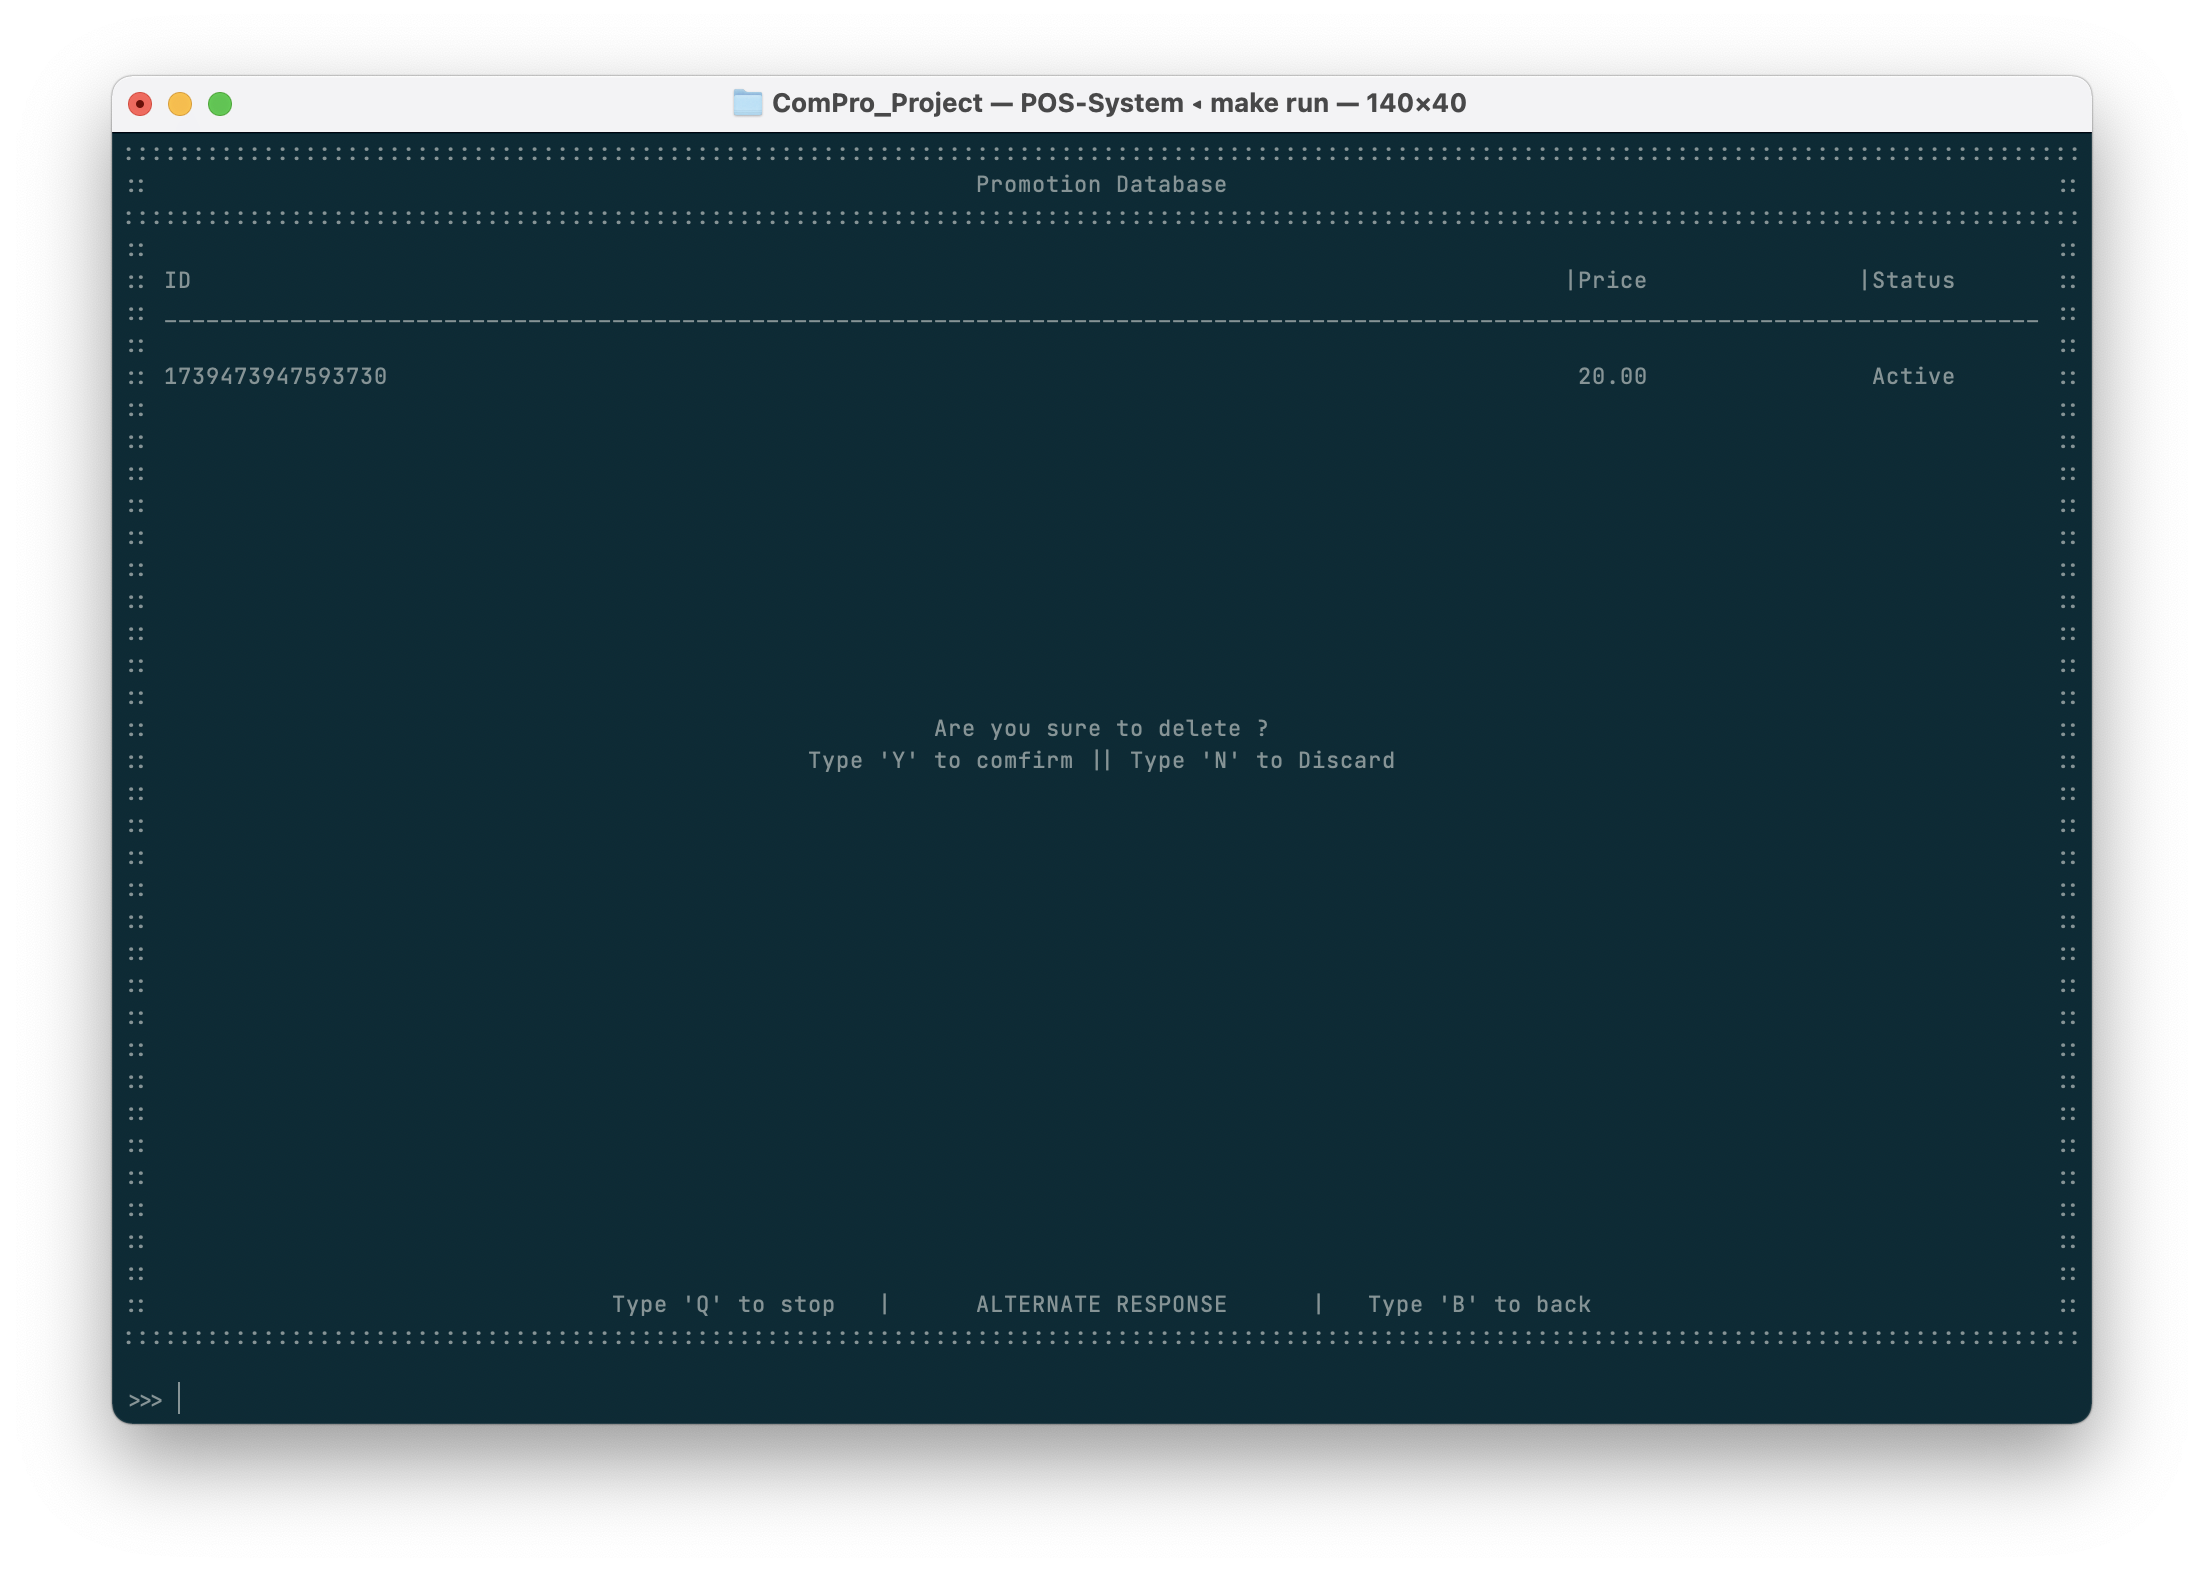 ComPro_Project — POS-System ◂ make run — 140×40
::::::::::::::::::::::::::::::::::::::::::::::::::::::::::::::::::::::::::::::::::::::::::::::::::::::::::::::::::::::::::::::::::::::::::::
:: Promotion Database ::
::::::::::::::::::::::::::::::::::::::::::::::::::::::::::::::::::::::::::::::::::::::::::::::::::::::::::::::::::::::::::::::::::::::::::::
:: ID |Price |Status ::
:: 1739473947593730 20.00 Active ::
:: Are you sure to delete ? ::
:: Type 'Y' to comfirm || Type 'N' to Discard ::
:: Type 'Q' to stop | ALTERNATE RESPONSE | Type 'B' to back ::
::::::::::::::::::::::::::::::::::::::::::::::::::::::::::::::::::::::::::::::::::::::::::::::::::::::::::::::::::::::::::::::::::::::::::::
>>>